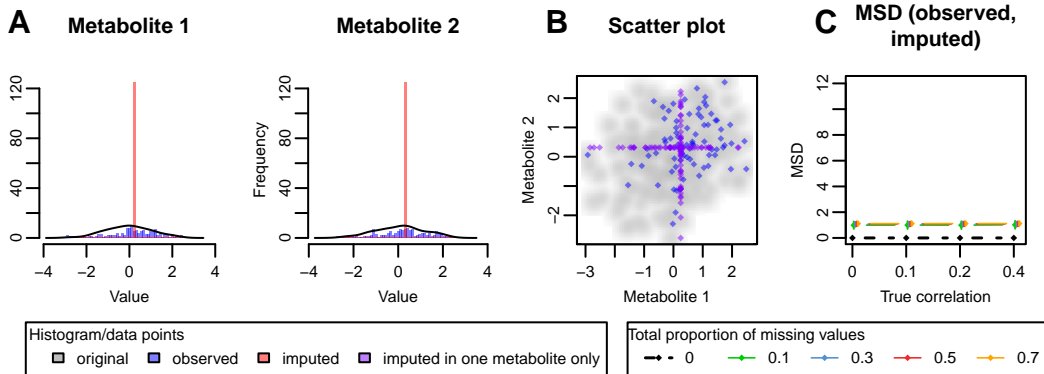 A
Metabolite 1
Metabolite 2
B
Scatter plot
C
MSD (observed,
imputed)
120
80
40
0
−4
−2
0
2
4
Value
Frequency
120
80
40
0
−4
−2
0
2
4
Value
Metabolite 2
2
1
0
−2
−3
−1
0
1
2
Metabolite 1
MSD
12
8
6
4
2
0
0
0.1
0.2
0.4
True correlation
Histogram/data points
original
observed
imputed
imputed in one metabolite only
Total proportion of missing values
0
0.1
0.3
0.5
0.7